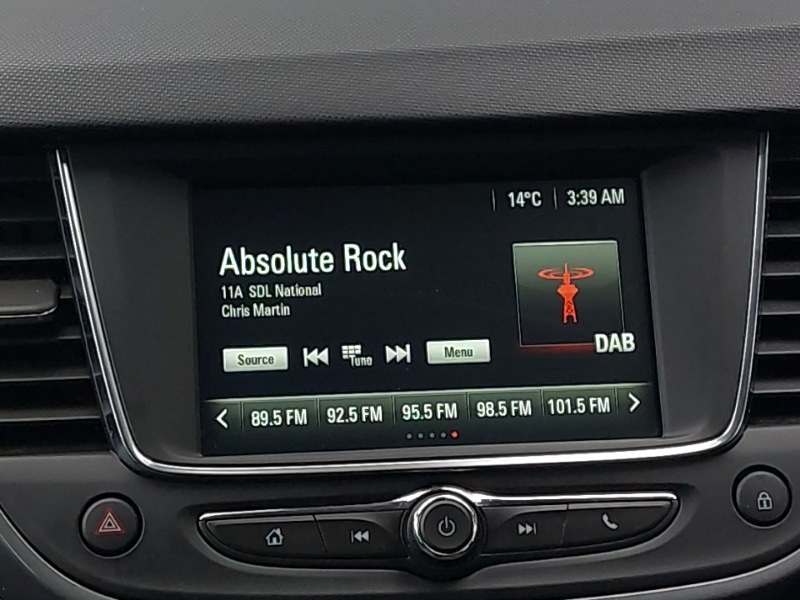 14°C 3:39 AM
Absolute Rock
11A SDL National
Chris Martin
Source Tune Menu
DAB
89.5 FM 92.5 FM 95.5 FM 98.5 FM 101.5 FM